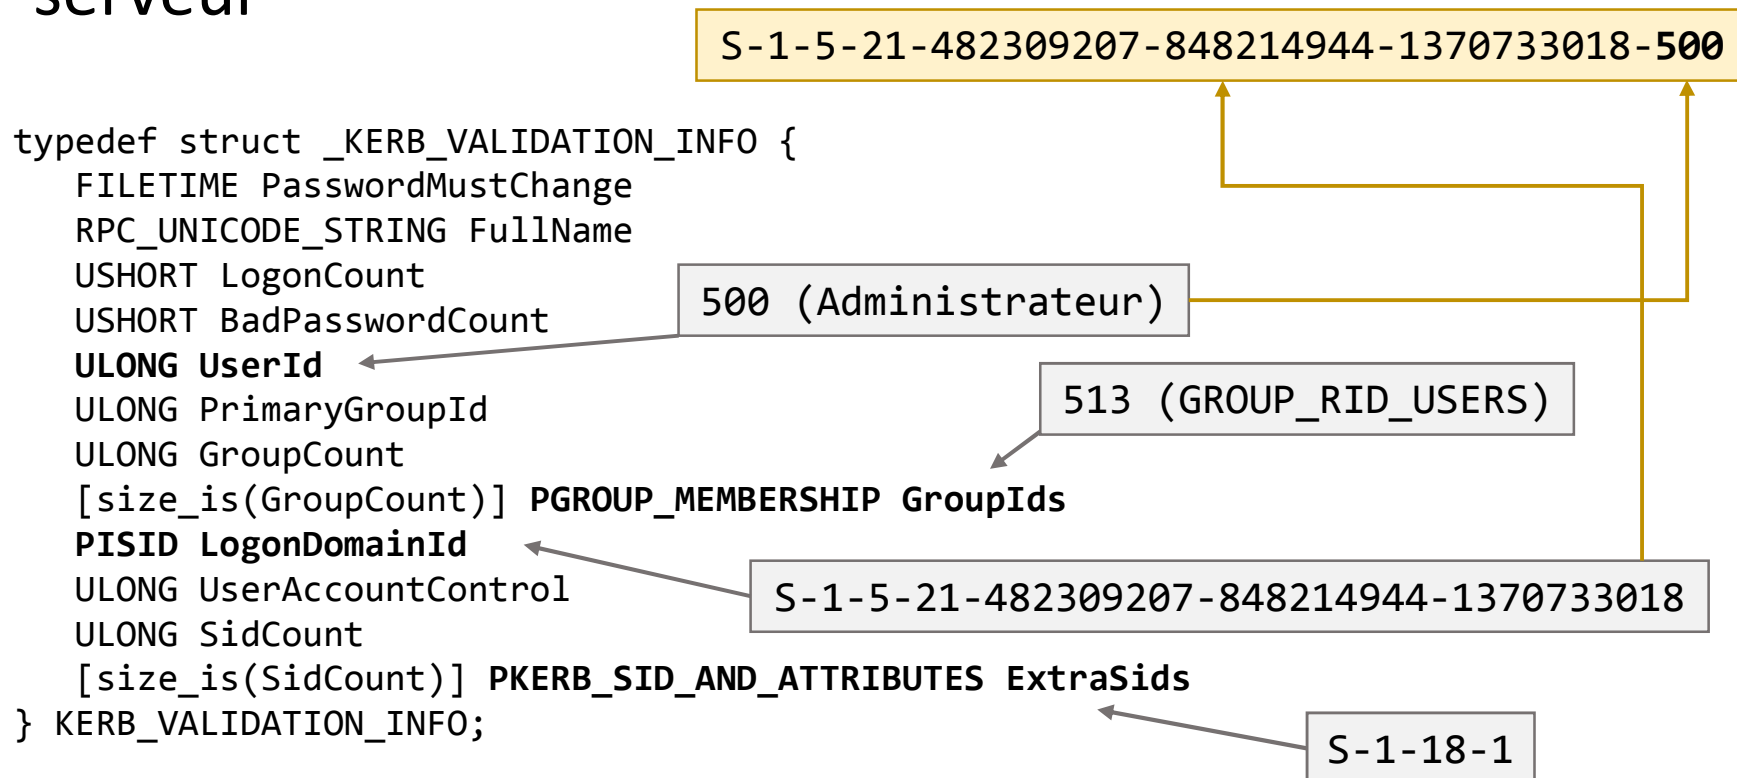 serveur
S-1-5-21-482309207-848214944-1370733018-500
typedef struct _KERB_VALIDATION_INFO {
FILETIME PasswordMustChange
RPC_UNICODE_STRING FullName
USHORT LogonCount
USHORT BadPasswordCount
500 (Administrateur)
ULONG UserId
ULONG PrimaryGroupId
513 (GROUP_RID_USERS)
ULONG GroupCount
[size_is(GroupCount)] PGROUP_MEMBERSHIP GroupIds
PISID LogonDomainId
ULONG UserAccountControl
S-1-5-21-482309207-848214944-1370733018
ULONG SidCount
[size_is(SidCount)] PKERB_SID_AND_ATTRIBUTES ExtraSids
} KERB_VALIDATION_INFO;
S-1-18-1